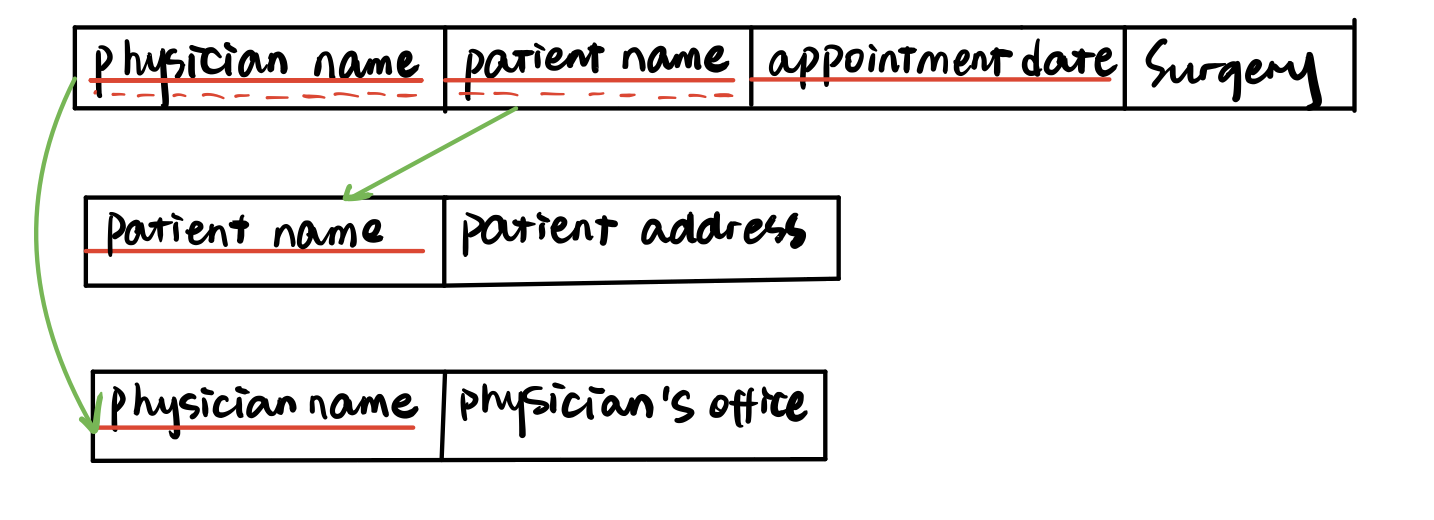 physician name patient name appointment date Surgery
patient name patient address
physician name physician's office